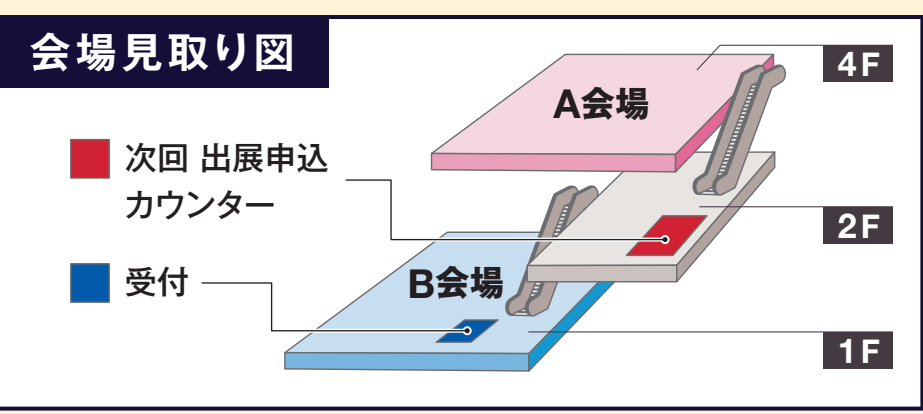 会場見取り図
4F
A会場
次回 出展申込
カウンター
2F
受付
B会場
1F